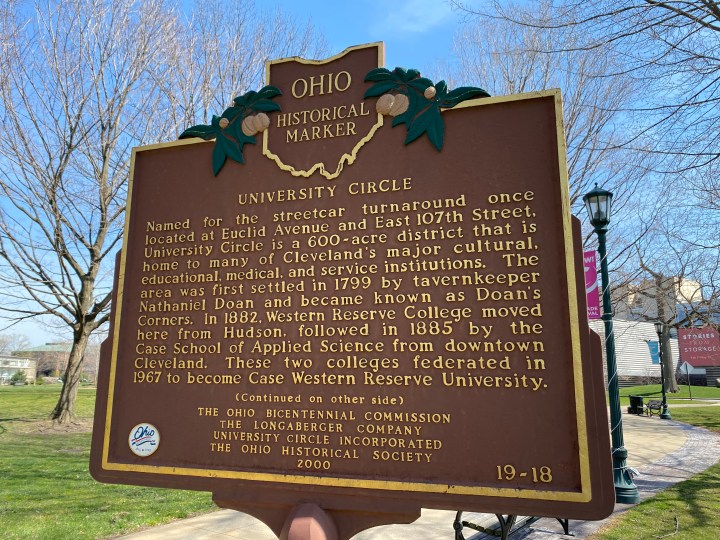 OHIO
HISTORICAL
MARKER
UNIVERSITY CIRCLE
Named for the streetcar turnaround once
located at Euclid Avenue and East 107th Street,
University Circle is a 600-acre district that is
home to many of Cleveland's major cultural,
educational, medical, and service institutions. The
area was first settled in 1799 by tavernkeeper
Nathaniel Doan and became known as Doan's
Corners. In 1882, Western Reserve College moved
here from Hudson, followed in 1885 by the
Case School of Applied Science from downtown
Cleveland. These two colleges federated in
1967 to become Case Western Reserve University.
(Continued on other side)
THE OHIO BICENTENNIAL COMMISSION
THE LONGABERGER COMPANY
UNIVERSITY CIRCLE INCORPORATED
THE OHIO HISTORICAL SOCIETY
2000
19-18
Ohio
STORIES
FROM
STORAGE